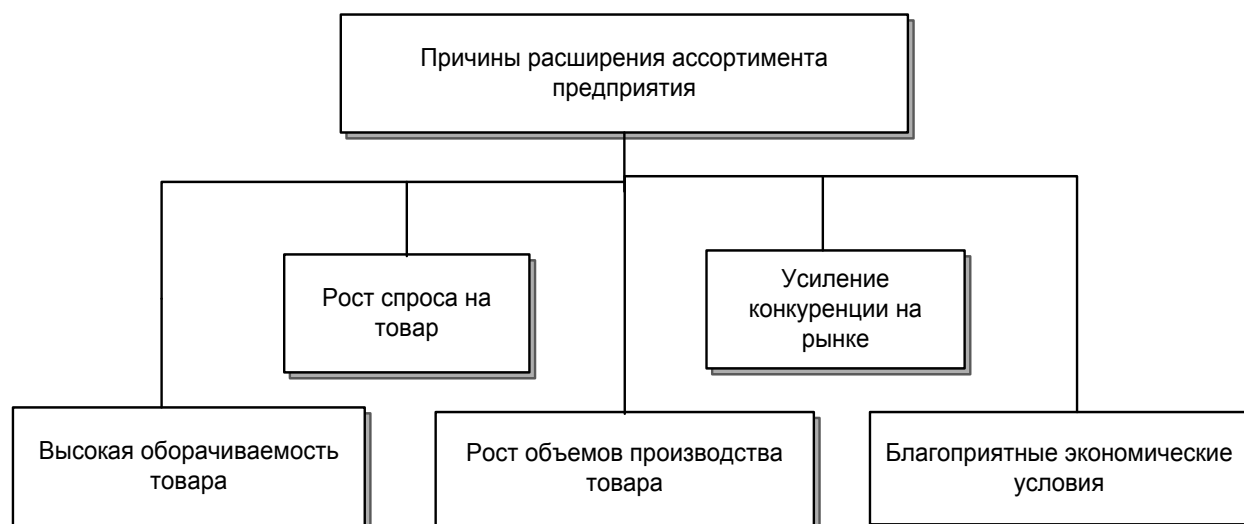 Причины расширения ассортимента
предприятия
Рост спроса на
товар
Усиление
конкуренции на
рынке
Высокая оборачиваемость
товара
Рост объемов производства
товара
Благоприятные экономические
условия